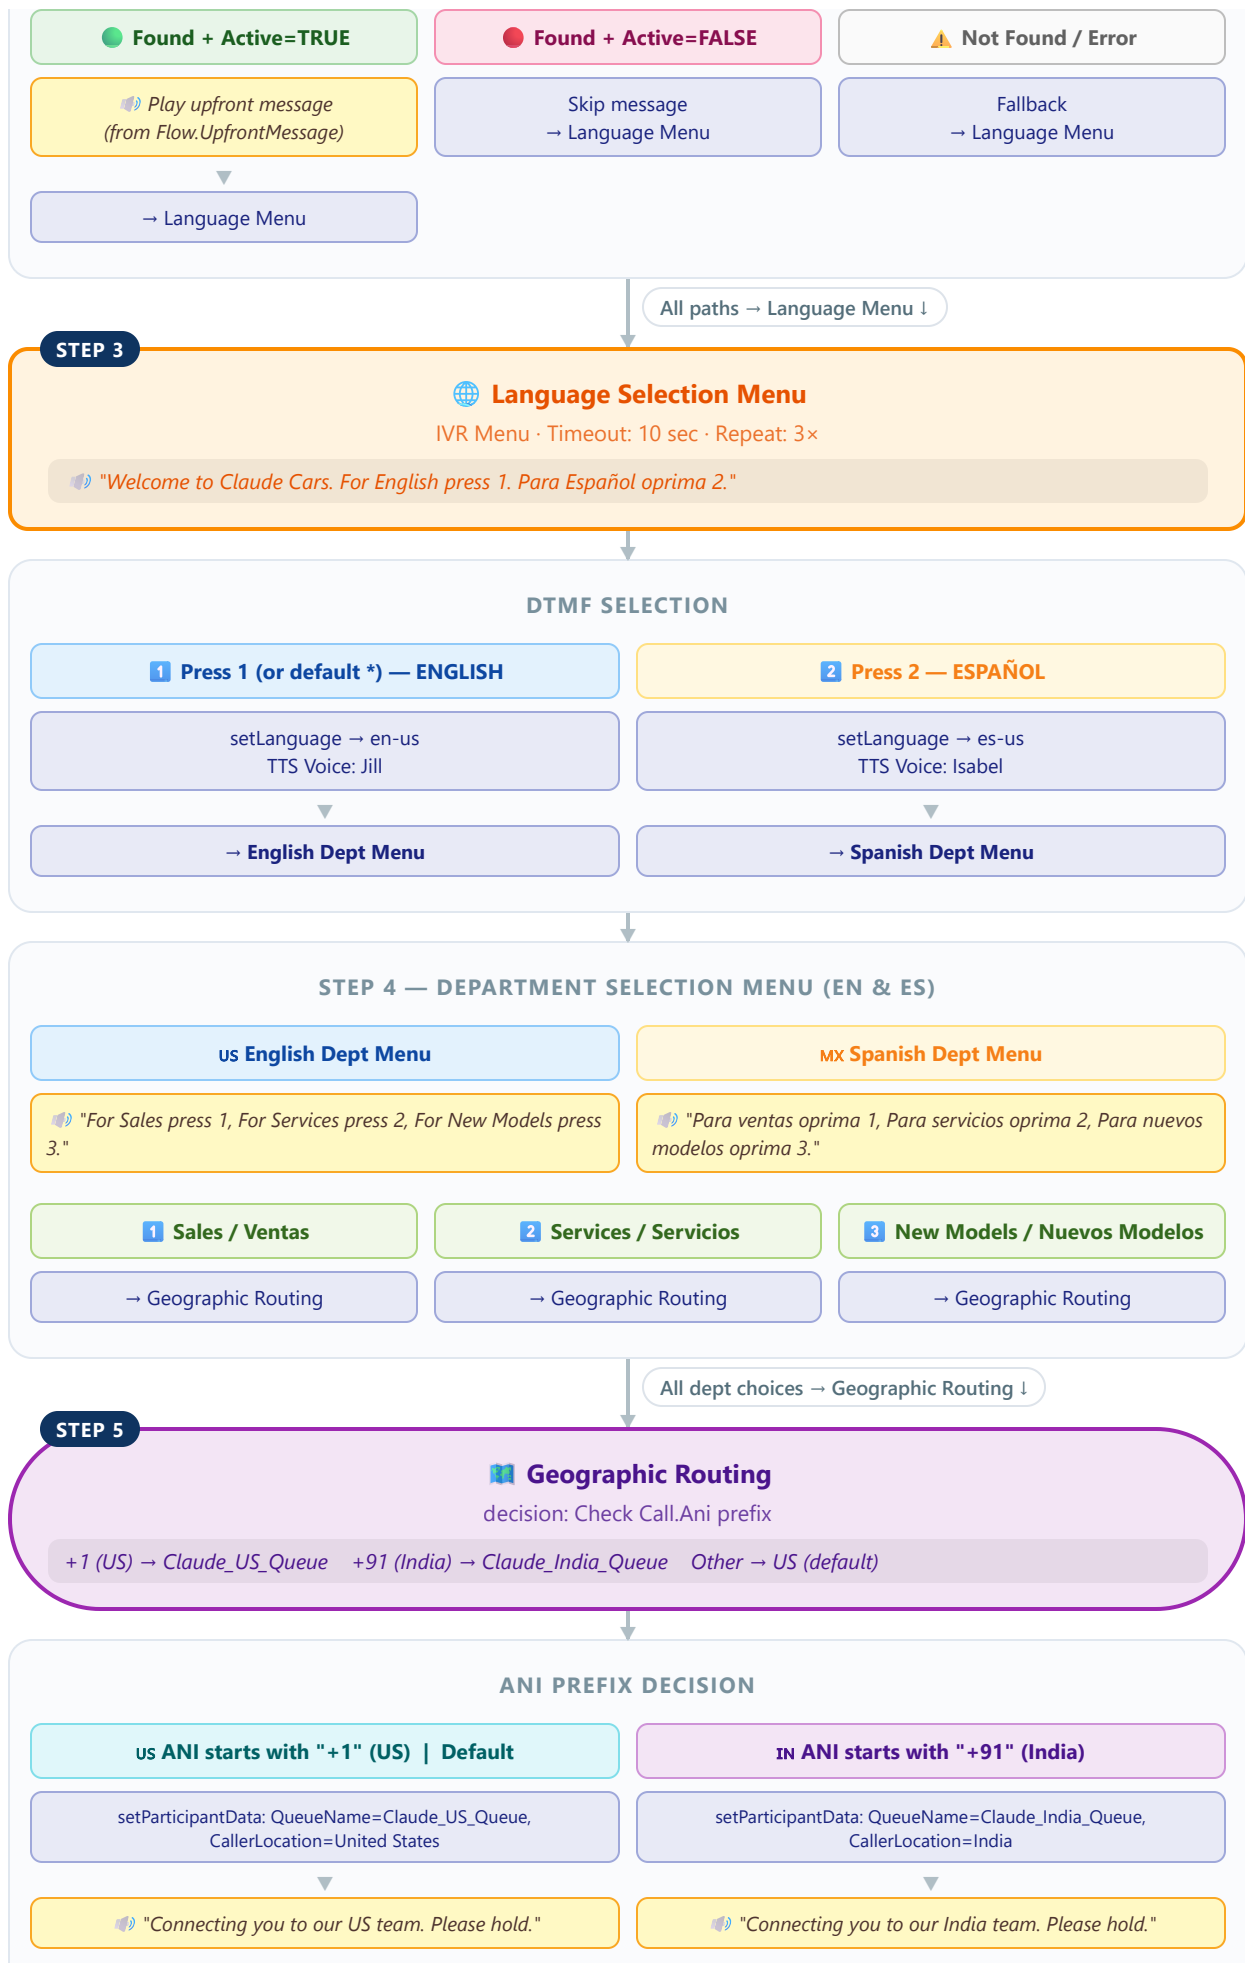 Found + Active=TRUE
Found + Active=FALSE
Not Found / Error
Play upfront message
(from Flow.UpfrontMessage)
Skip message
→ Language Menu
Fallback
→ Language Menu
→ Language Menu
All paths → Language Menu ↓
STEP 3
Language Selection Menu
IVR Menu · Timeout: 10 sec · Repeat: 3×
"Welcome to Claude Cars. For English press 1. Para Español oprima 2."
DTMF SELECTION
1 Press 1 (or default *) — ENGLISH
2 Press 2 — ESPAÑOL
setLanguage → en-us
TTS Voice: Jill
setLanguage → es-us
TTS Voice: Isabel
→ English Dept Menu
→ Spanish Dept Menu
STEP 4 — DEPARTMENT SELECTION MENU (EN & ES)
US English Dept Menu
MX Spanish Dept Menu
"For Sales press 1, For Services press 2, For New Models press
3."
"Para ventas oprima 1, Para servicios oprima 2, Para nuevos
modelos oprima 3."
1 Sales / Ventas
2 Services / Servicios
3 New Models / Nuevos Modelos
→ Geographic Routing
→ Geographic Routing
→ Geographic Routing
All dept choices → Geographic Routing ↓
STEP 5
Geographic Routing
decision: Check Call.Ani prefix
+1 (US) → Claude_US_Queue +91 (India) → Claude_India_Queue Other → US (default)
ANI PREFIX DECISION
US ANI starts with "+1" (US) | Default
IN ANI starts with "+91" (India)
setParticipantData: QueueName=Claude_US_Queue,
CallerLocation=United States
setParticipantData: QueueName=Claude_India_Queue,
CallerLocation=India
"Connecting you to our US team. Please hold."
"Connecting you to our India team. Please hold."